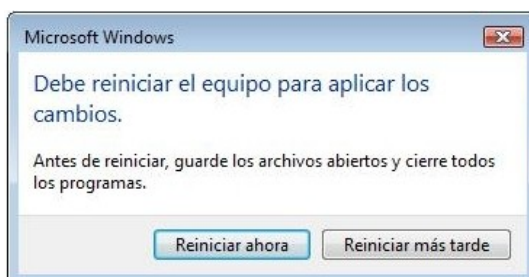 Microsoft Windows
Debe reiniciar el equipo para aplicar los
cambios.
Antes de reiniciar, guarde los archivos abiertos y cierre todos
los programas.
Reiniciar ahora Reiniciar más tarde